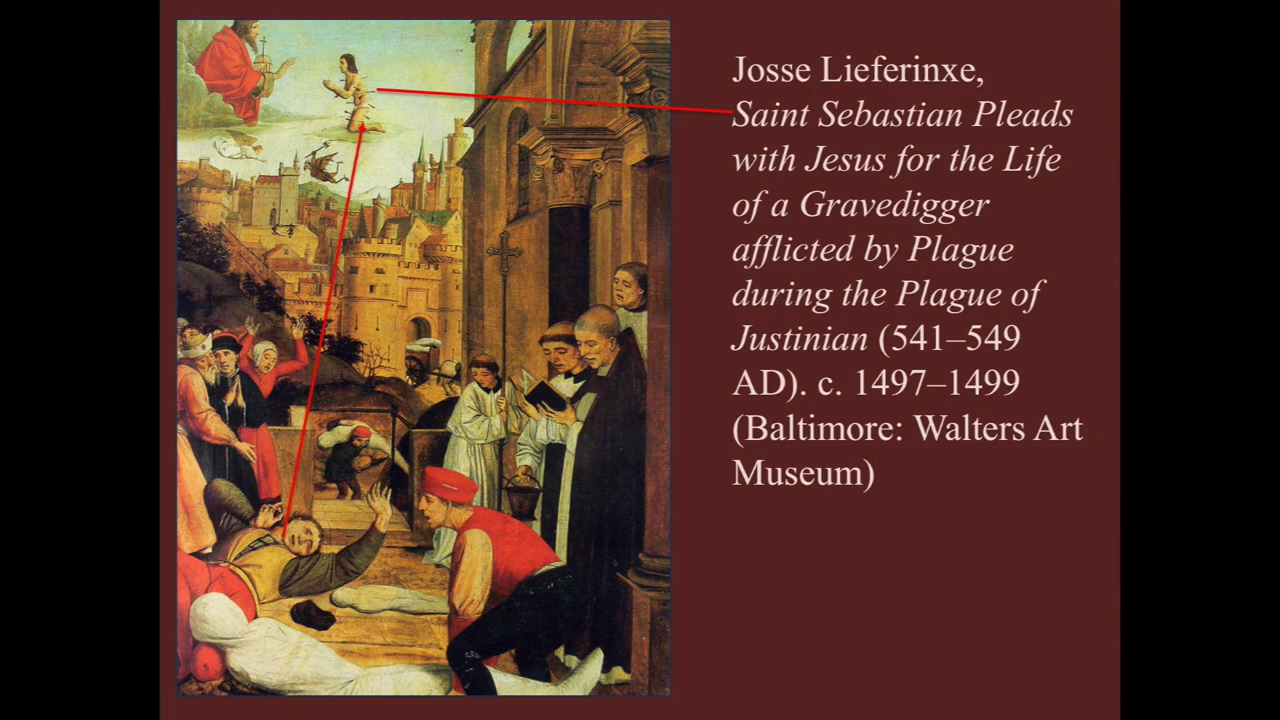 Josse Lieferinxe,
Saint Sebastian Pleads
with Jesus for the Life
of a Gravedigger
afflicted by Plague
during the Plague of
Justinian (541–549
AD). c. 1497–1499
(Baltimore: Walters Art
Museum)